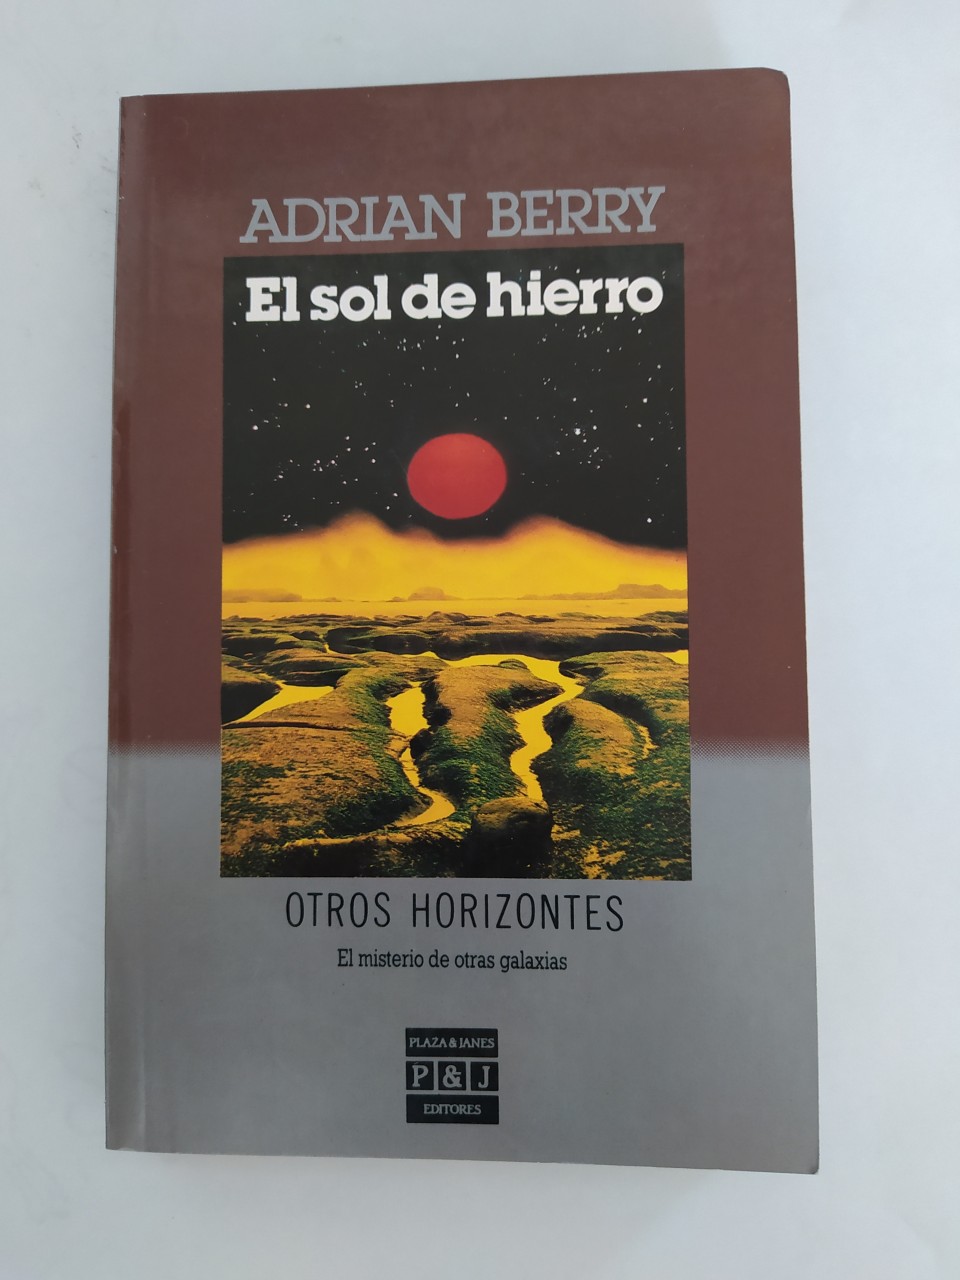 ADRIAN BERRY
El sol de hierro
OTROS HORIZONTES
El misterio de otras galaxias
PLAZA & JANES
P & J
EDITORES